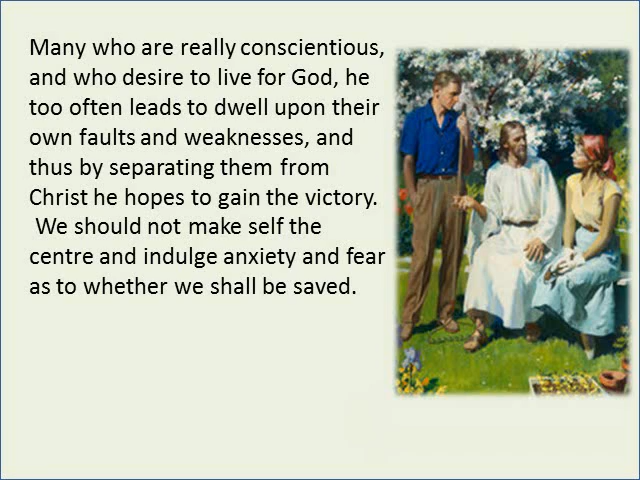 Many who are really conscientious,
and who desire to live for God, he
too often leads to dwell upon their
own faults and weaknesses, and
thus by separating them from
Christ he hopes to gain the victory.
We should not make self the
centre and indulge anxiety and fear
as to whether we shall be saved.